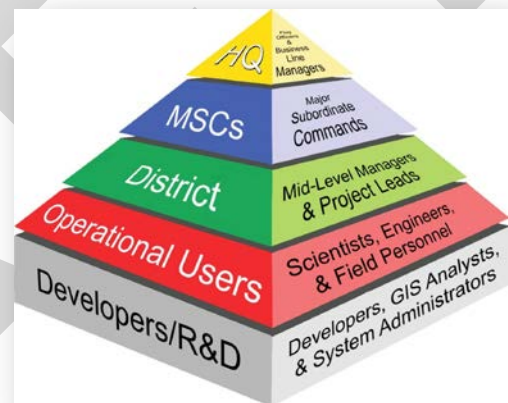 HQ
Flag
Officers
&
Business
Line
Managers
MSCs
Major
Subordinate
Commands
District
Mid-Level Managers
& Project Leads
Operational Users
Scientists, Engineers,
& Field Personnel
Developers/R&D
Developers, GIS Analysts,
& System Administrators